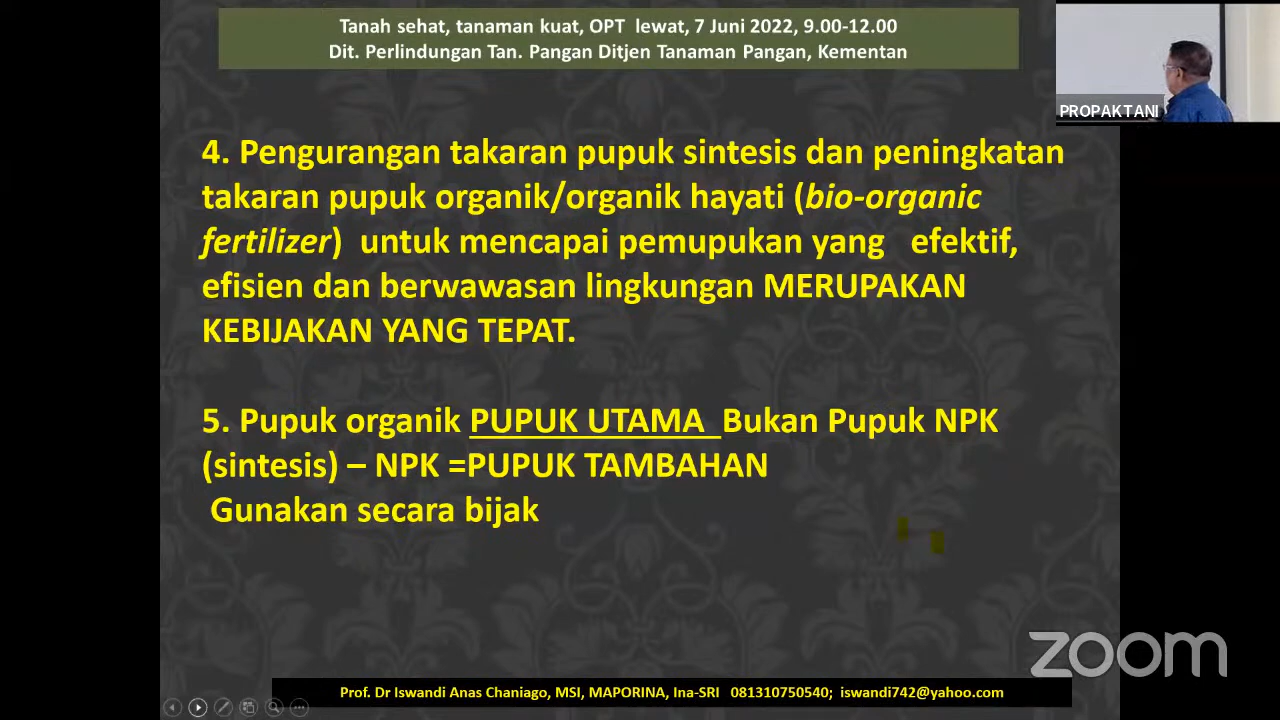 Tanah sehat, tanaman kuat, OPT lewat, 7 Juni 2022, 9.00-12.00
Dit. Perlindungan Tan. Pangan Ditjen Tanaman Pangan, Kementan
PROPAKTANI
4. Pengurangan takaran pupuk sintesis dan peningkatan
takaran pupuk organik/organik hayati (bio-organic
fertilizer) untuk mencapai pemupukan yang efektif,
efisien dan berwawasan lingkungan MERUPAKAN
KEBIJAKAN YANG TEPAT.
5. Pupuk organik PUPUK UTAMA Bukan Pupuk NPK
(sintesis) – NPK =PUPUK TAMBAHAN
Gunakan secara bijak
zoom
Prof. Dr Iswandi Anas Chaniago, MSI, MAPORINA, Ina-SRI 081310750540; iswandi742@yahoo.com